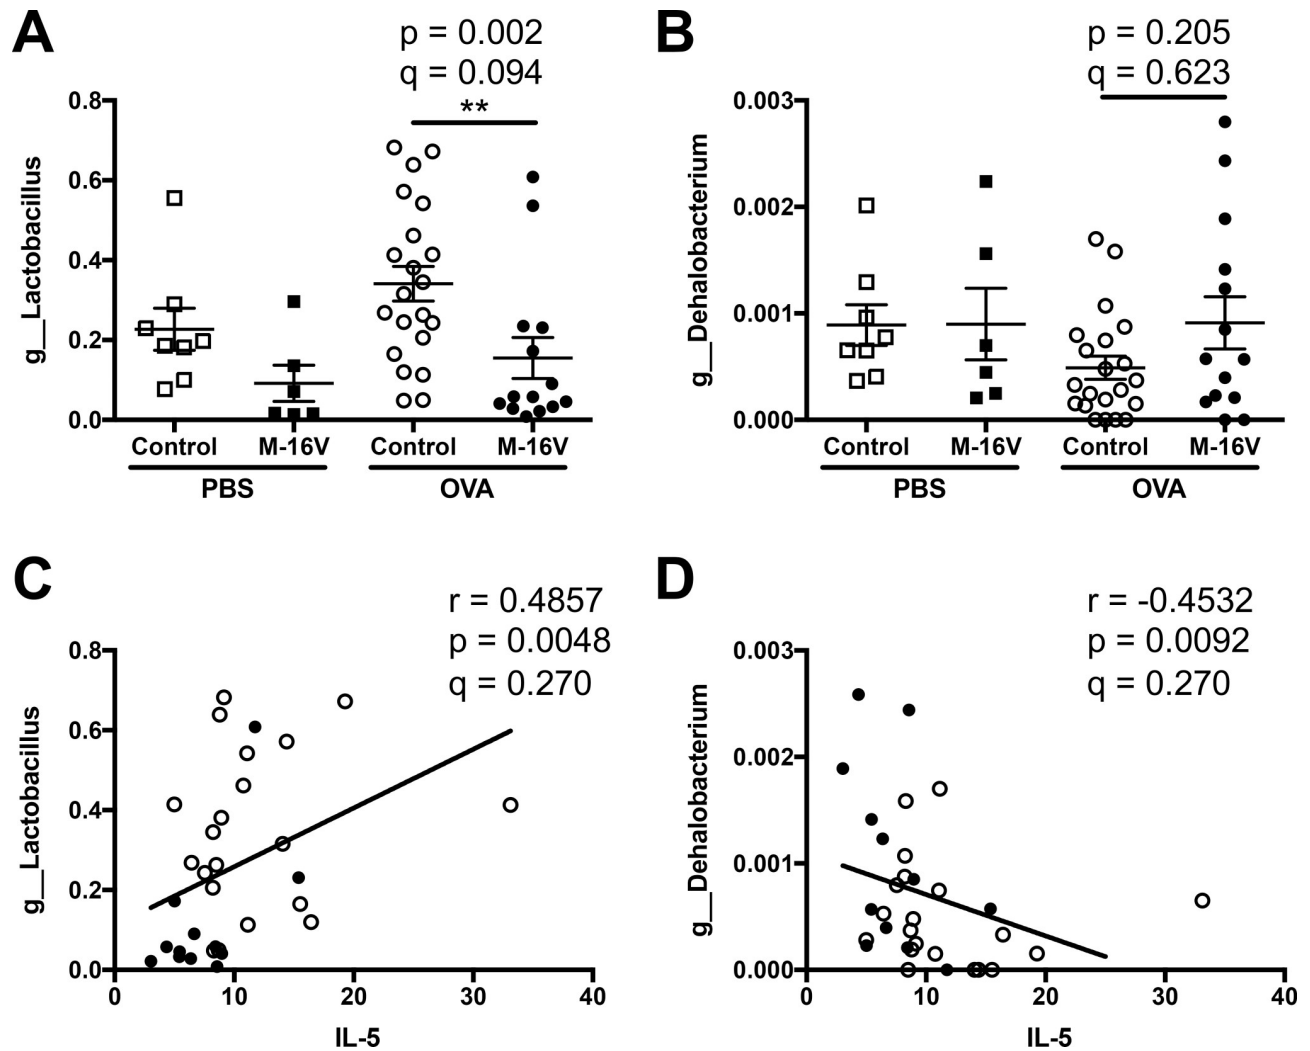 A
p = 0.002
q = 0.094
**
0.8
0.6
0.4
0.2
0.0
g__Lactobacillus
Control
M-16V
Control
M-16V
PBS
OVA
B
p = 0.205
q = 0.623
0.003
0.002
0.001
0.000
g__Dehalobacterium
Control
M-16V
Control
M-16V
PBS
OVA
C
r = 0.4857
p = 0.0048
q = 0.270
0.8
0.6
0.4
0.2
0.0
g__Lactobacillus
0
10
20
30
40
IL-5
D
r = -0.4532
p = 0.0092
q = 0.270
0.003
0.002
0.001
0.000
g__Dehalobacterium
0
10
20
30
40
IL-5